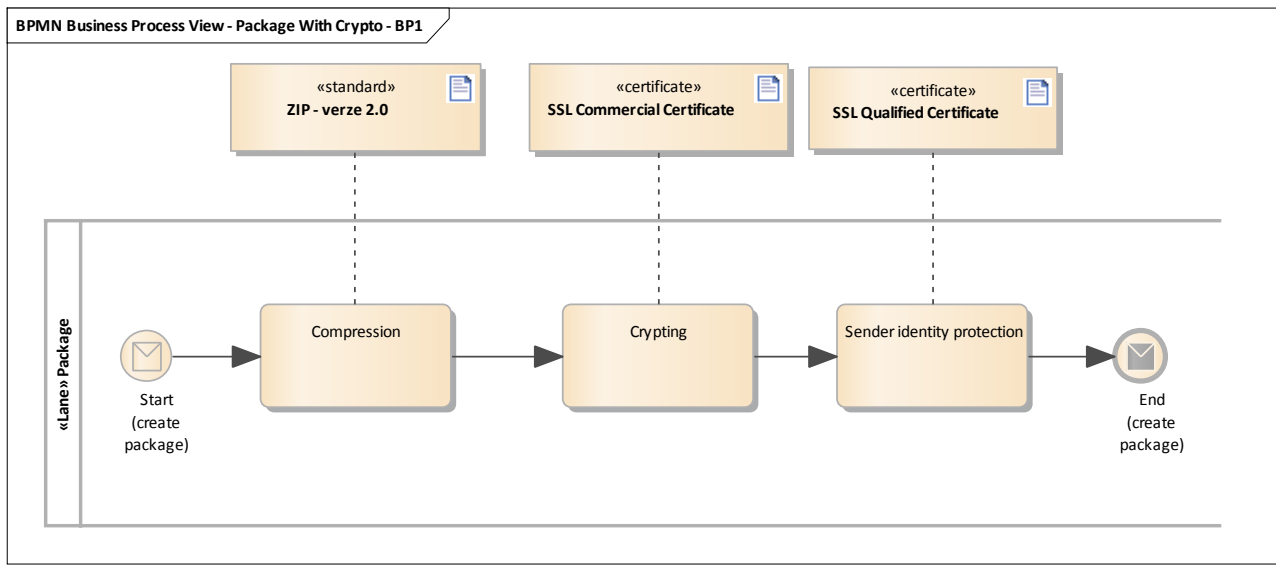 BPMN Business Process View - Package With Crypto - BP1
«standard»
ZIP - verze 2.0
«certificate»
SSL Commercial Certificate
«certificate»
SSL Qualified Certificate
«Lane» Package
Start
(create
package)
Compression
Crypting
Sender identity protection
End
(create
package)